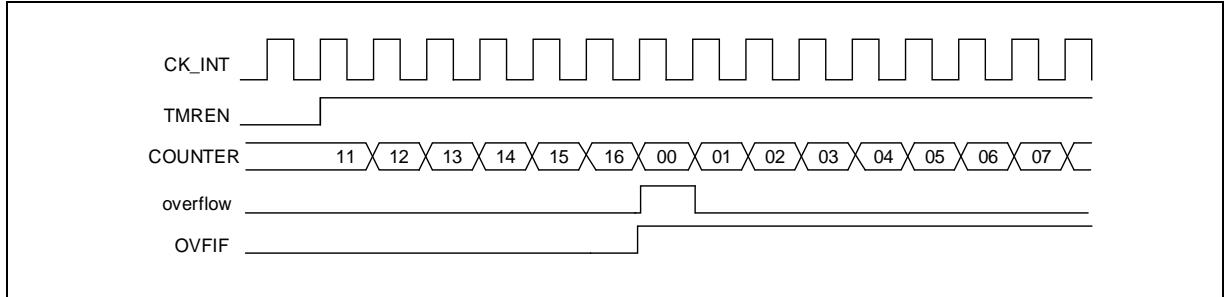 CK_INT
TMREN
COUNTER 11 12 13 14 15 16 00 01 02 03 04 05 06 07
overflow
OVFIF